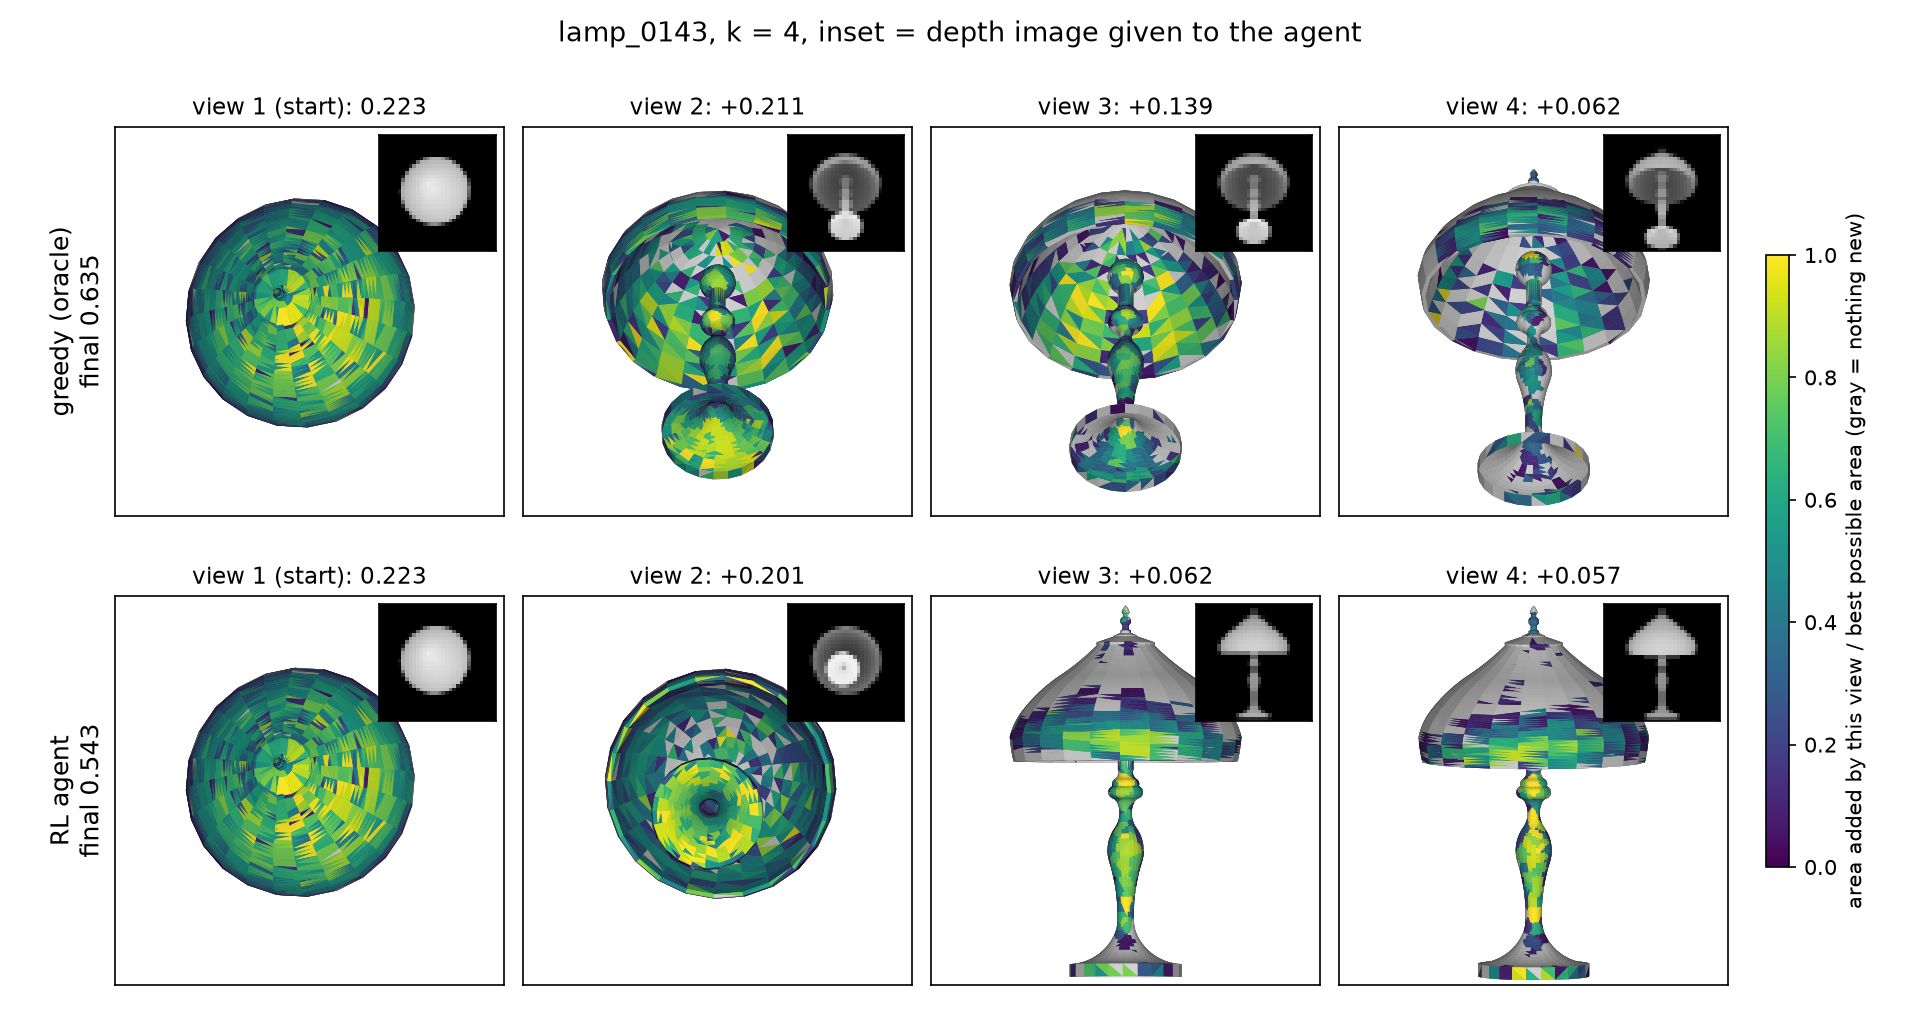 lamp_0143, k = 4, inset = depth image given to the agent
greedy (oracle)
final 0.635
view 1 (start): 0.223
view 2: +0.211
view 3: +0.139
view 4: +0.062
RL agent
final 0.543
view 1 (start): 0.223
view 2: +0.201
view 3: +0.062
view 4: +0.057
1.0
0.8
0.6
0.4
0.2
0.0
area added by this view / best possible area (gray = nothing new)